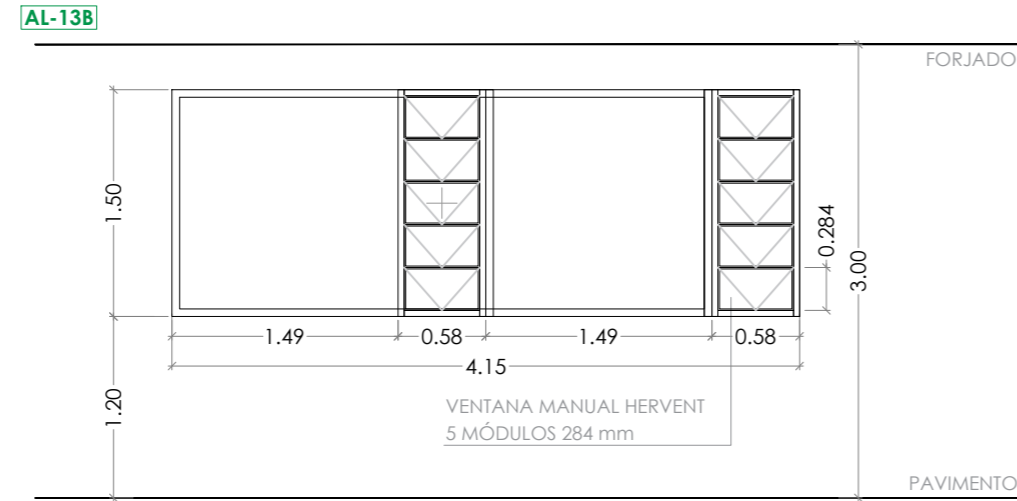 AL-13B
FORJADO
1.50
0.284
3.00
1.49
0.58
1.49
0.58
4.15
1.20
VENTANA MANUAL HERVENT
5 MÓDULOS 284 mm
PAVIMENTO